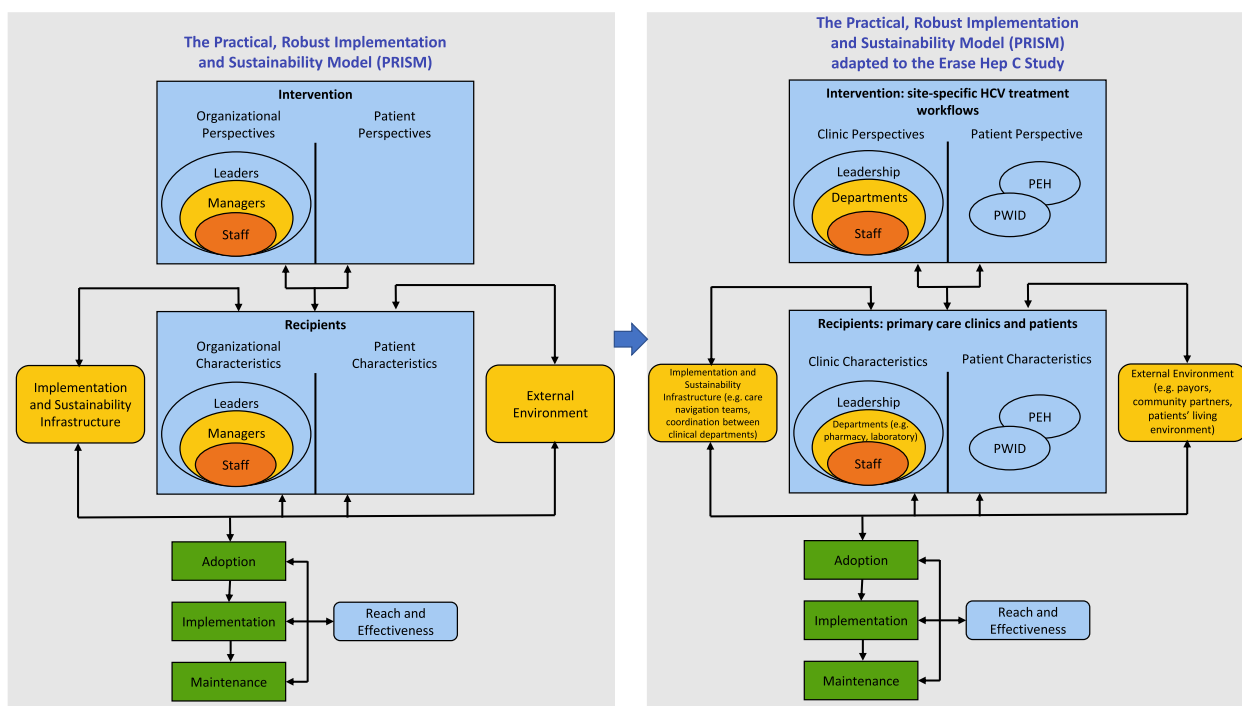 The Practical, Robust Implementation
and Sustainability Model (PRISM)
Intervention
Organizational
Perspectives
Patient
Perspectives
Leaders
Managers
Staff
Recipients
Organizational
Characteristics
Patient
Characteristics
Leaders
Managers
Staff
Implementation
and Sustainability
Infrastructure
External
Environment
Adoption
Implementation
Maintenance
Reach and
Effectiveness
The Practical, Robust Implementation
and Sustainability Model (PRISM)
adapted to the Erase Hep C Study
Intervention: site-specific HCV treatment
workflows
Clinic Perspectives
Patient Perspective
Leadership
Departments
Staff
PEH
PWID
Recipients: primary care clinics and patients
Clinic Characteristics
Patient Characteristics
Leadership
Departments (e.g.
pharmacy, laboratory)
Staff
PEH
PWID
Implementation and
Sustainability
Infrastructure (e.g. care
navigation teams,
coordination between
clinical departments)
External Environment
(e.g. payors,
community partners,
patients’ living
environment)
Adoption
Implementation
Maintenance
Reach and
Effectiveness